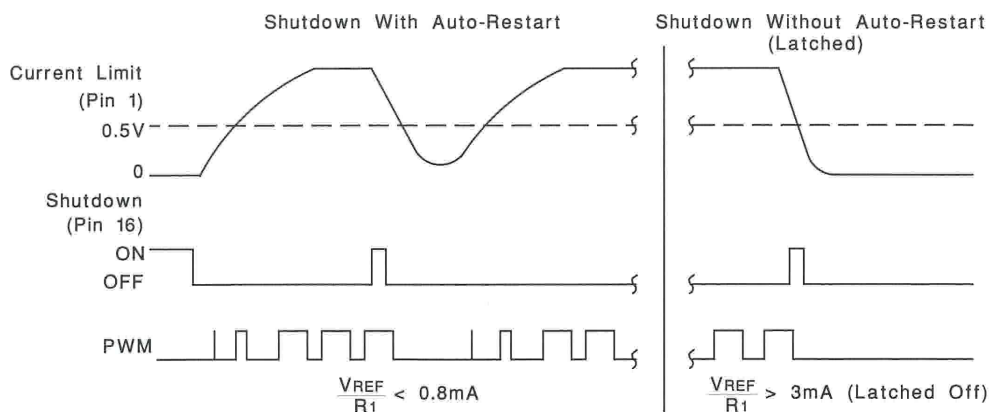 Shutdown With Auto-Restart
Shutdown Without Auto-Restart
(Latched)
Current Limit
(Pin 1)
0.5V
0
Shutdown
(Pin 16)
ON
OFF
PWM
VREF/R1 < 0.8mA
VREF/R1 > 3mA (Latched Off)